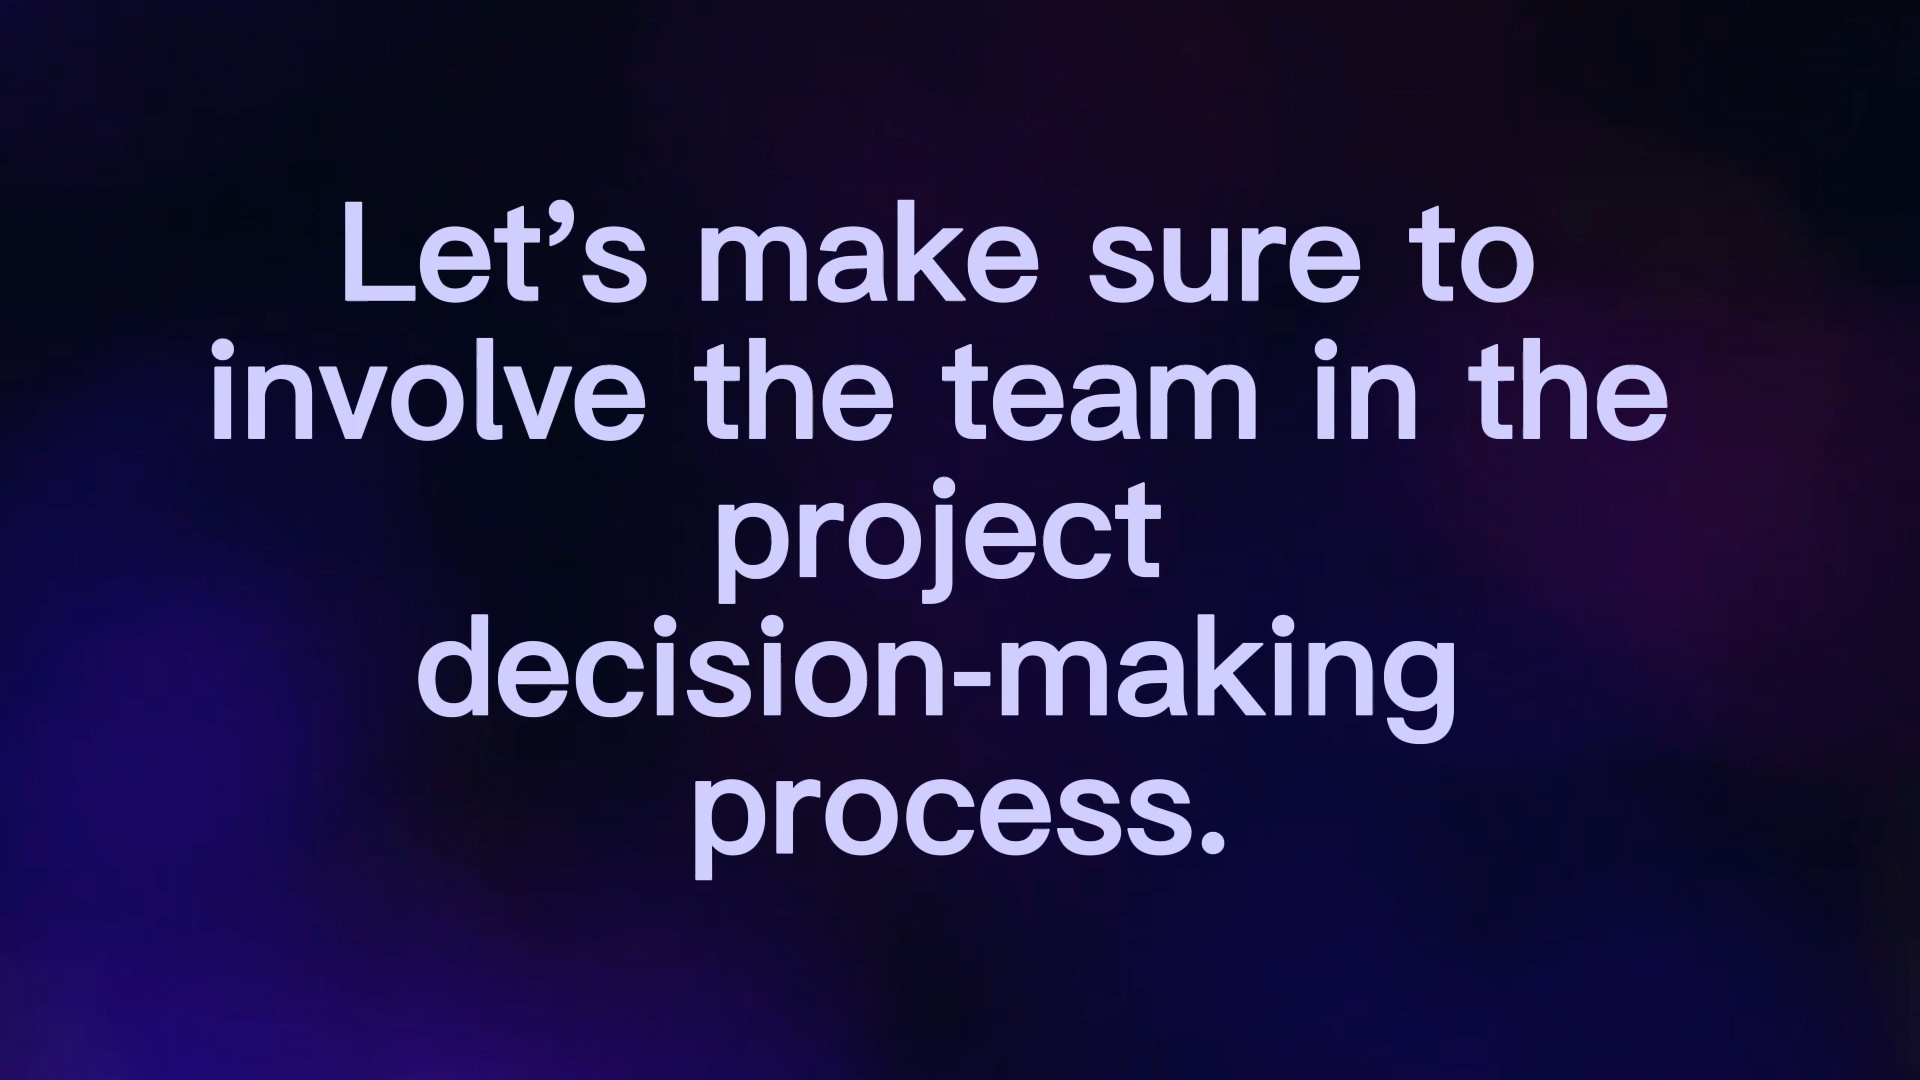 Let’s make sure to
involve the team in the
project
decision-making
process.